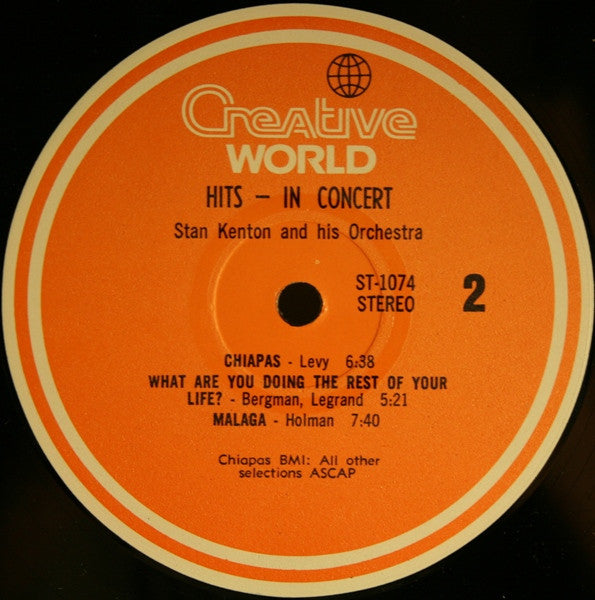 Creative
WORLD
HITS – IN CONCERT
Stan Kenton and his Orchestra
ST-1074
STEREO
2
CHIAPAS - Levy 6:38
WHAT ARE YOU DOING THE REST OF YOUR
LIFE? - Bergman, Legrand 5:21
MALAGA - Holman 7:40
Chiapas BMI: All other
selections ASCAP